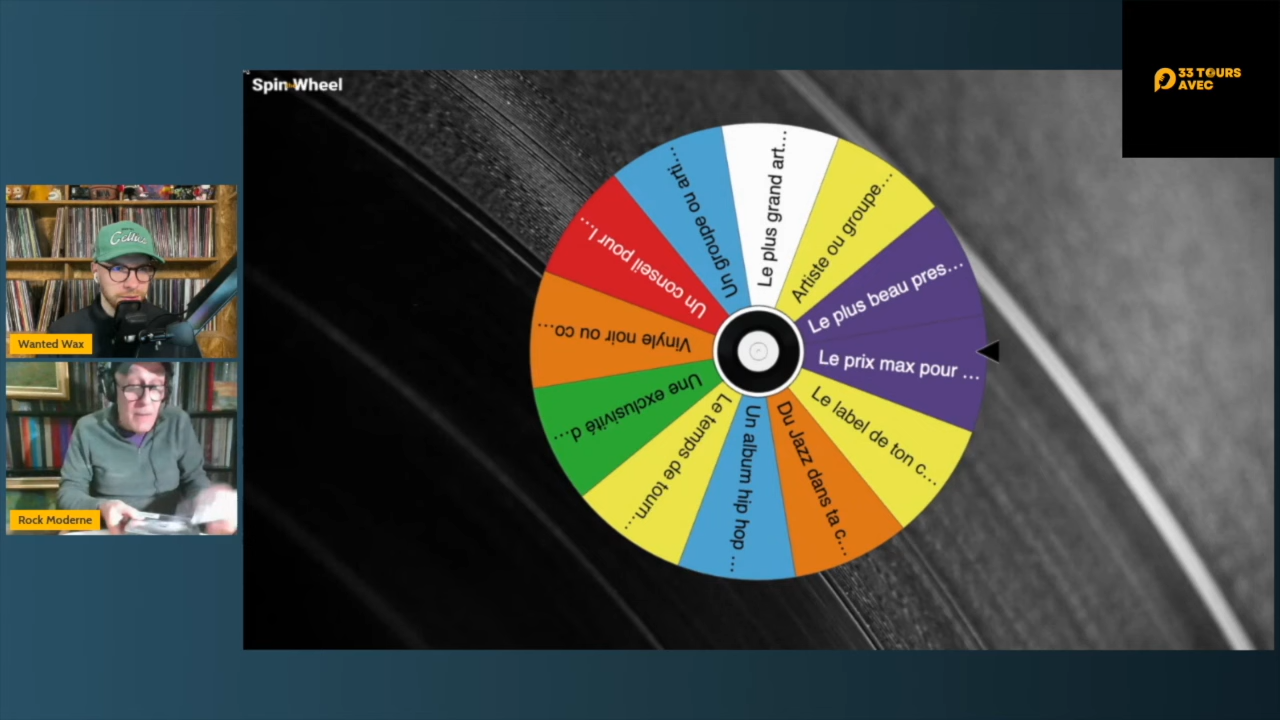 33 TOURS
AVEC
Spin the Wheel
Le plus grand art...
Artiste ou groupe...
Le plus beau pres...
Le prix max pour ...
Le label de ton c...
Du Jazz dans ta c...
Un album hip hop ...
Le temps de tourn...
Une exclusivité d...
Vinyle noir ou co...
Un conseil pour l...
Un groupe ou arti...
Wanted Wax
Rock Moderne